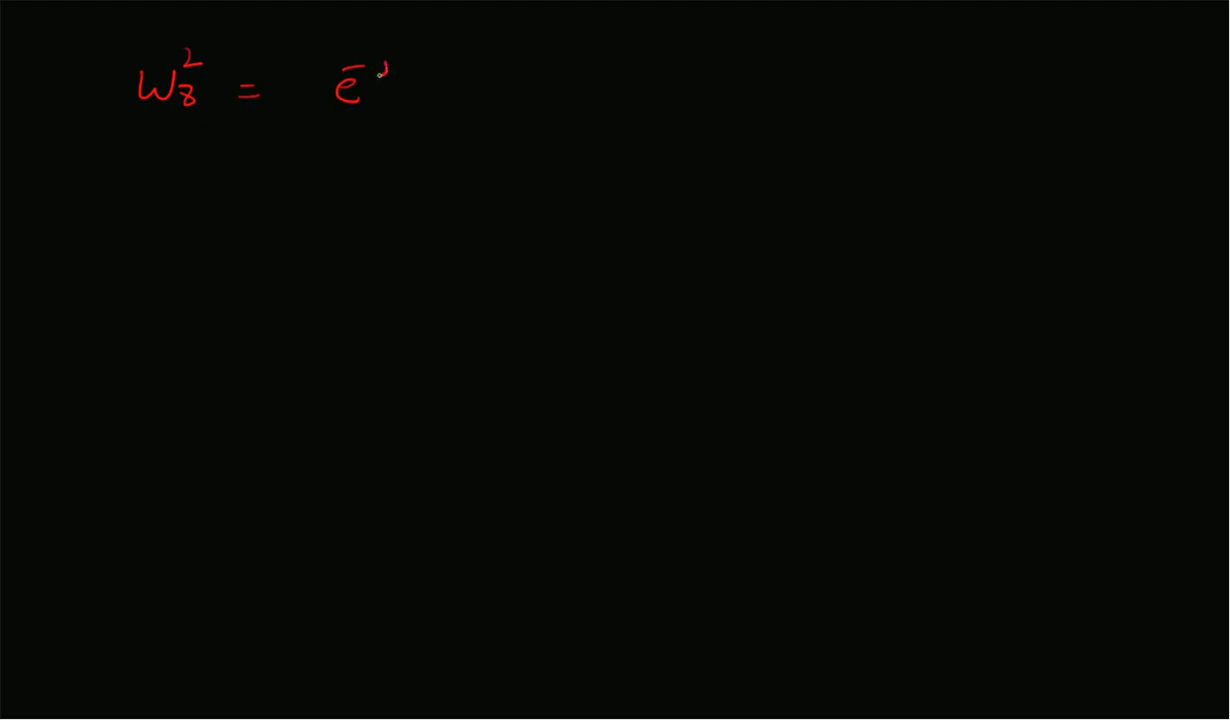 W₈² = e⁻ʲ